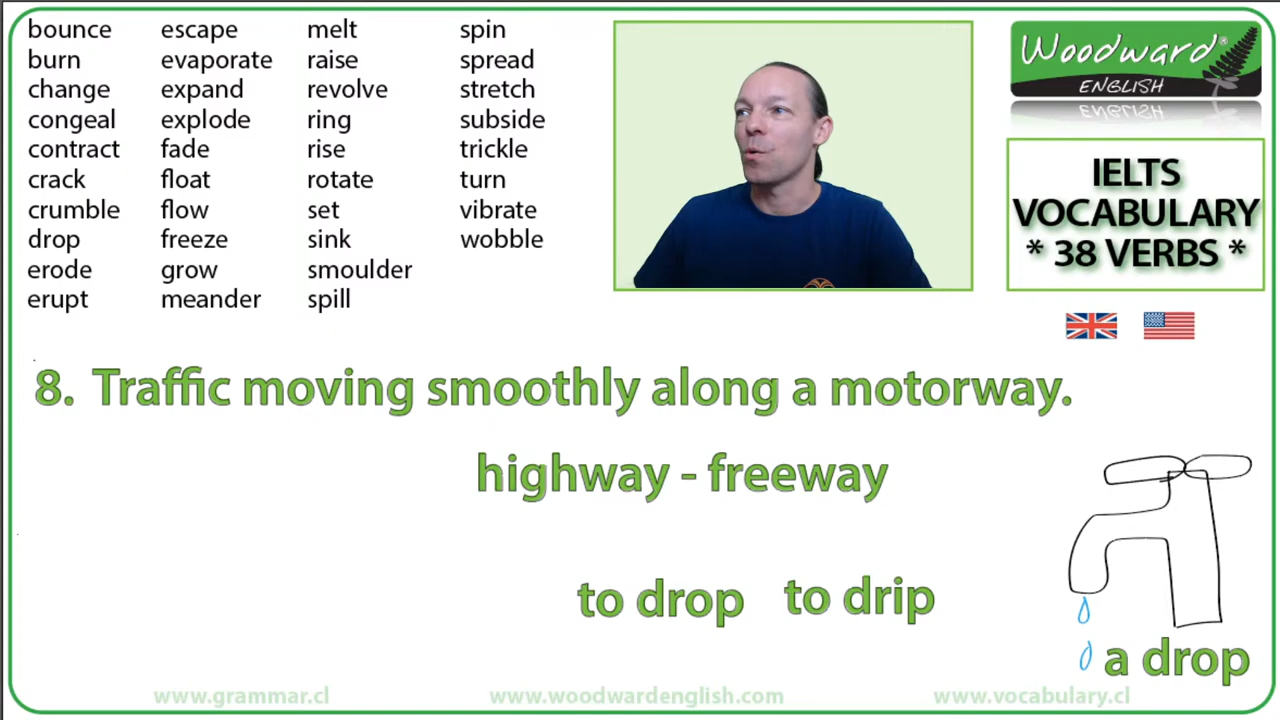 bounce escape melt spin
burn evaporate raise spread
change expand revolve stretch
congeal explode ring subside
contract fade rise trickle
crack float rotate turn
crumble flow set vibrate
drop freeze sink wobble
erode grow smoulder
erupt meander spill
Woodward®
ENGLISH
IELTS
VOCABULARY
* 38 VERBS *
8. Traffic moving smoothly along a motorway.
highway - freeway
to drop to drip
a drop
www.grammar.cl www.woodwardenglish.com www.vocabulary.cl